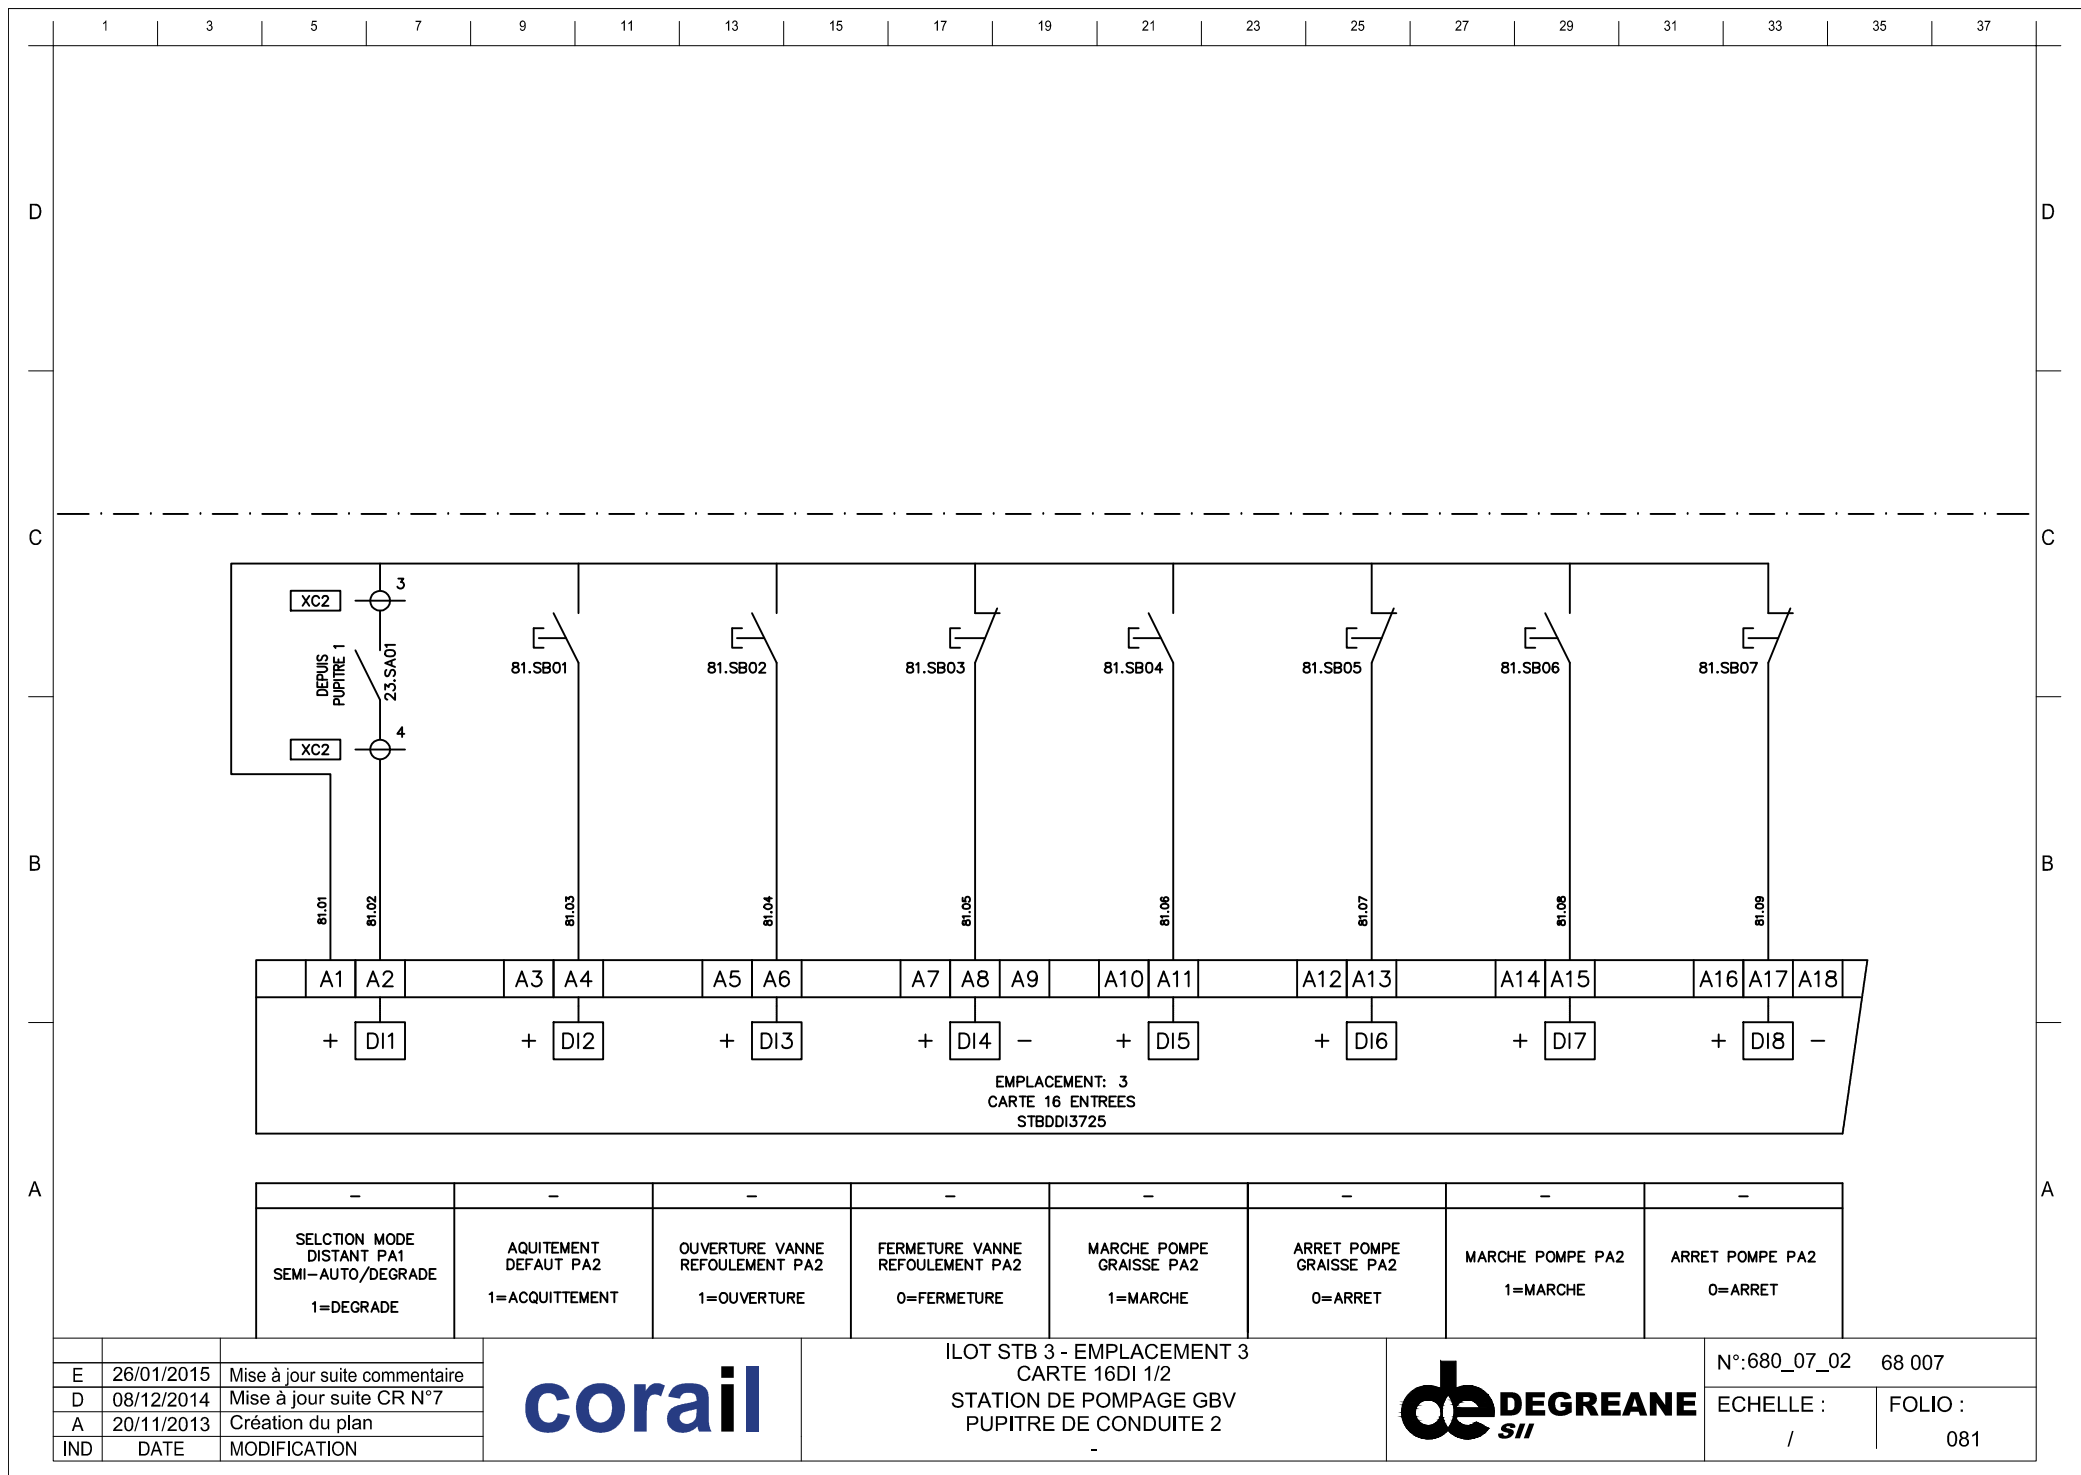 1 3 5 7 9 11 13 15 17 19 21 23 25 27 29 31 33 35 37
D D
C C
3
XC2
DEPUIS
PUPITRE 1
23.SA01
4
XC2
81.SB01 81.SB02 81.SB03 81.SB04 81.SB05 81.SB06 81.SB07
B B
81.01 81.02 81.03 81.04 81.05 81.06 81.07 81.08 81.09
A1 A2 A3 A4 A5 A6 A7 A8 A9 A10 A11 A12 A13 A14 A15 A16 A17 A18
+ DI1 + DI2 + DI3 + DI4 - + DI5 + DI6 + DI7 + DI8 -
EMPLACEMENT: 3
CARTE 16 ENTREES
STBDDI3725
A A
- - - - - - - -
SELCTION MODE
DISTANT PA1
SEMI-AUTO/DEGRADE
1=DEGRADE
AQUITEMENT
DEFAUT PA2
1=ACQUITTEMENT
OUVERTURE VANNE
REFOULEMENT PA2
1=OUVERTURE
FERMETURE VANNE
REFOULEMENT PA2
0=FERMETURE
MARCHE POMPE
GRAISSE PA2
1=MARCHE
ARRET POMPE
GRAISSE PA2
0=ARRET
MARCHE POMPE PA2
1=MARCHE
ARRET POMPE PA2
0=ARRET
E 26/01/2015 Mise à jour suite commentaire
D 08/12/2014 Mise à jour suite CR N°7
A 20/11/2013 Création du plan
IND DATE MODIFICATION
corail
ILOT STB 3 - EMPLACEMENT 3
CARTE 16DI 1/2
STATION DE POMPAGE GBV
PUPITRE DE CONDUITE 2
-
de DEGREANE
SII
N°:680_07_02 68 007
ECHELLE :
/
FOLIO :
081